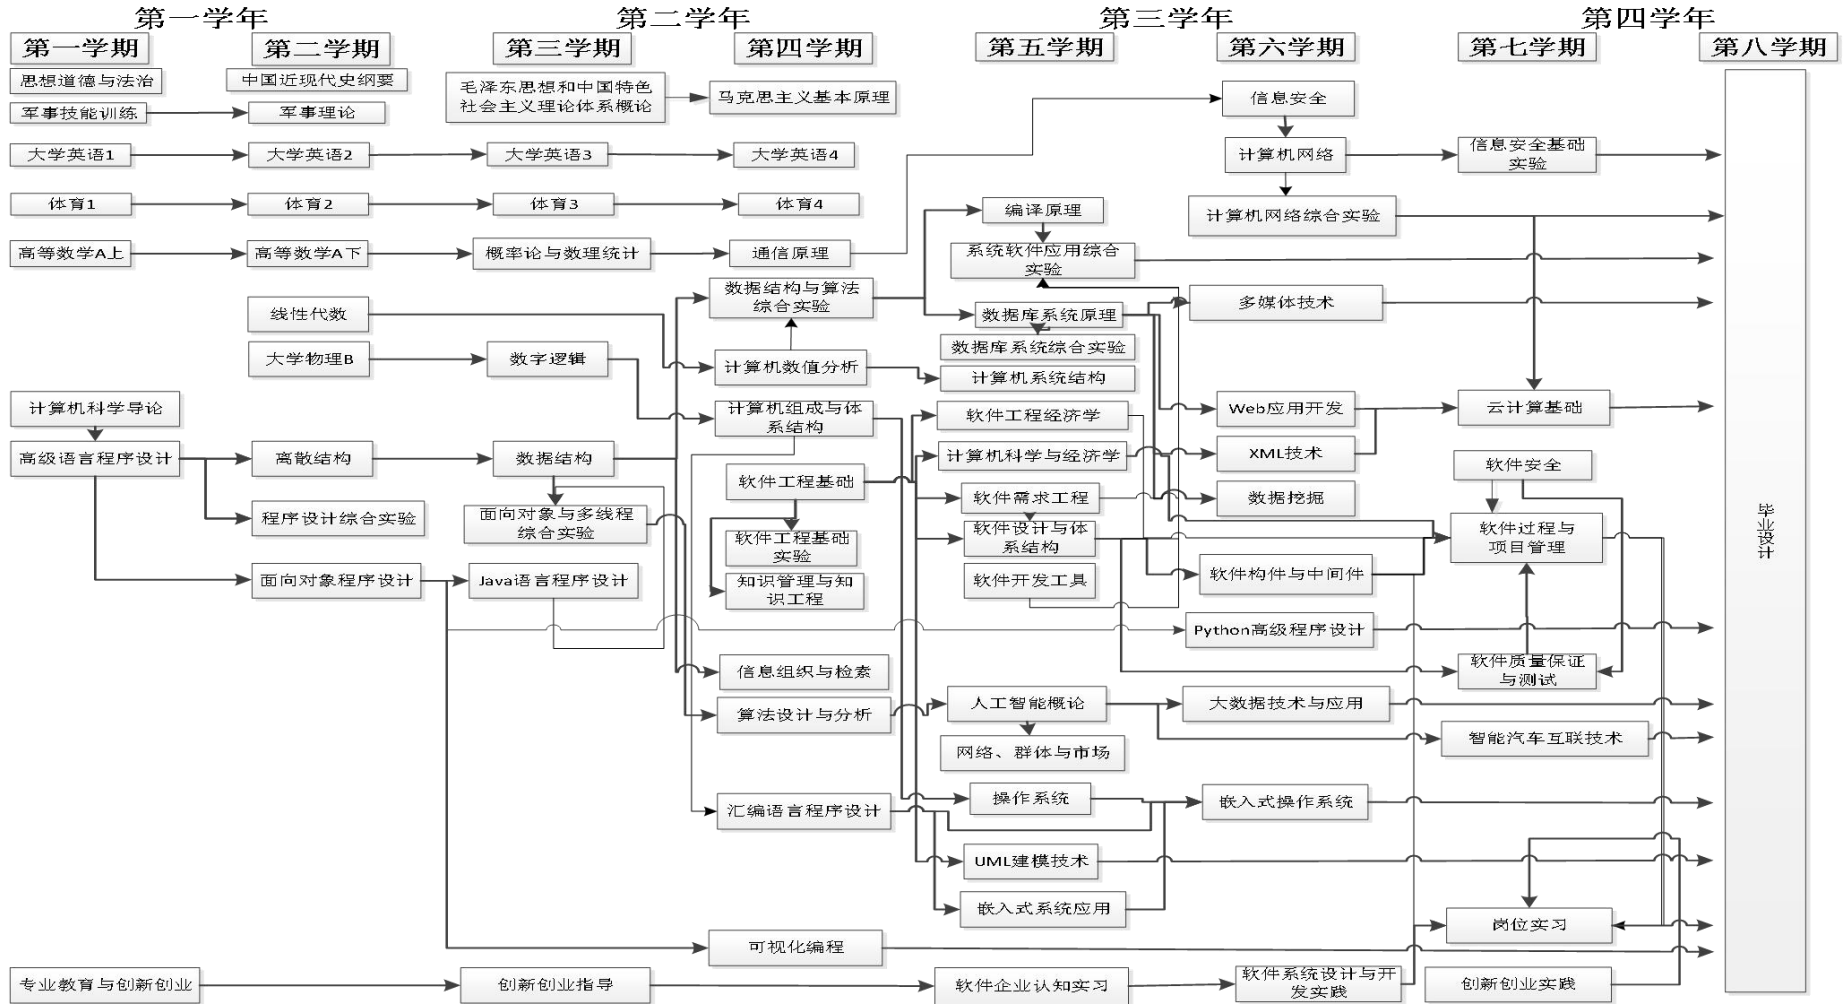 第一学年
第二学年
第三学年
第四学年
第一学期
第二学期
第三学期
第四学期
第五学期
第六学期
第七学期
第八学期
思想道德与法治
军事技能训练
大学英语1
体育1
高等数学A上
计算机科学导论
高级语言程序设计
专业教育与创新创业
中国近现代史纲要
军事理论
大学英语2
体育2
高等数学A下
线性代数
大学物理B
离散结构
程序设计综合实验
面向对象程序设计
毛泽东思想和中国特色
社会主义理论体系概论
大学英语3
体育3
概率论与数理统计
数字逻辑
数据结构
面向对象与多线程
综合实验
Java语言程序设计
创新创业指导
马克思主义基本原理
大学英语4
体育4
通信原理
数据结构与算法
综合实验
计算机数值分析
计算机组成与体
系结构
软件工程基础
软件工程基础
实验
知识管理与知
识工程
信息组织与检索
算法设计与分析
汇编语言程序设计
可视化编程
编译原理
系统软件应用综合
实验
数据库系统原理
数据库系统综合实验
计算机系统结构
软件工程经济学
计算机科学与经济学
软件需求工程
软件设计与体
系结构
软件开发工具
人工智能概论
网络、群体与市场
操作系统
UML建模技术
嵌入式系统应用
软件企业认知实习
信息安全
计算机网络
计算机网络综合实验
多媒体技术
Web应用开发
XML技术
数据挖掘
软件构件与中间件
Python高级程序设计
大数据技术与应用
嵌入式操作系统
软件系统设计与开
发实践
信息安全基础
实验
云计算基础
软件安全
软件过程与
项目管理
软件质量保证
与测试
智能汽车互联技术
岗位实习
创新创业实践
毕业设计